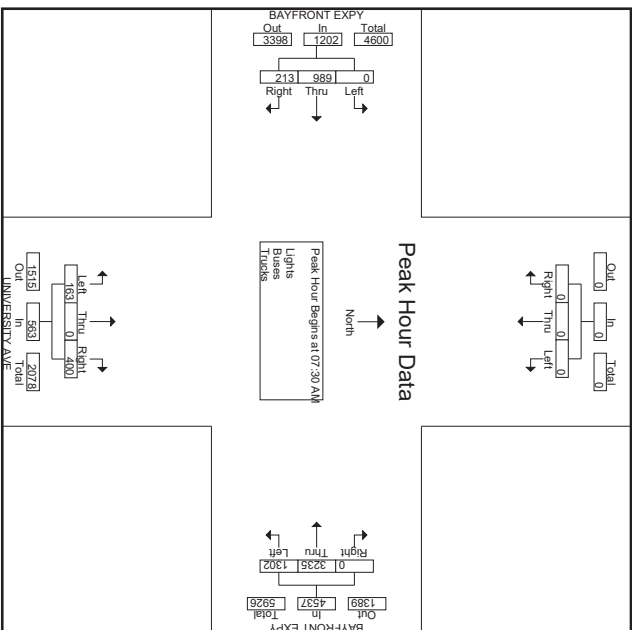 BAYFRONT EXPY
Out In Total
3398 1202 4600
213 989 0
Right Thru Left
Out In Total
1515 563 2078
UNIVERSITY AVE
Left Thru Right
163 0 400
Peak Hour Data
North
Peak Hour Begins at 07:30 AM
Lights
Buses
Trucks
Out In Total
0 0 0
Right Thru Left
0 0 0
Left Thru Right
1302 3235 0
Total In Out
5926 4537 1389
BAYFRONT EXPY